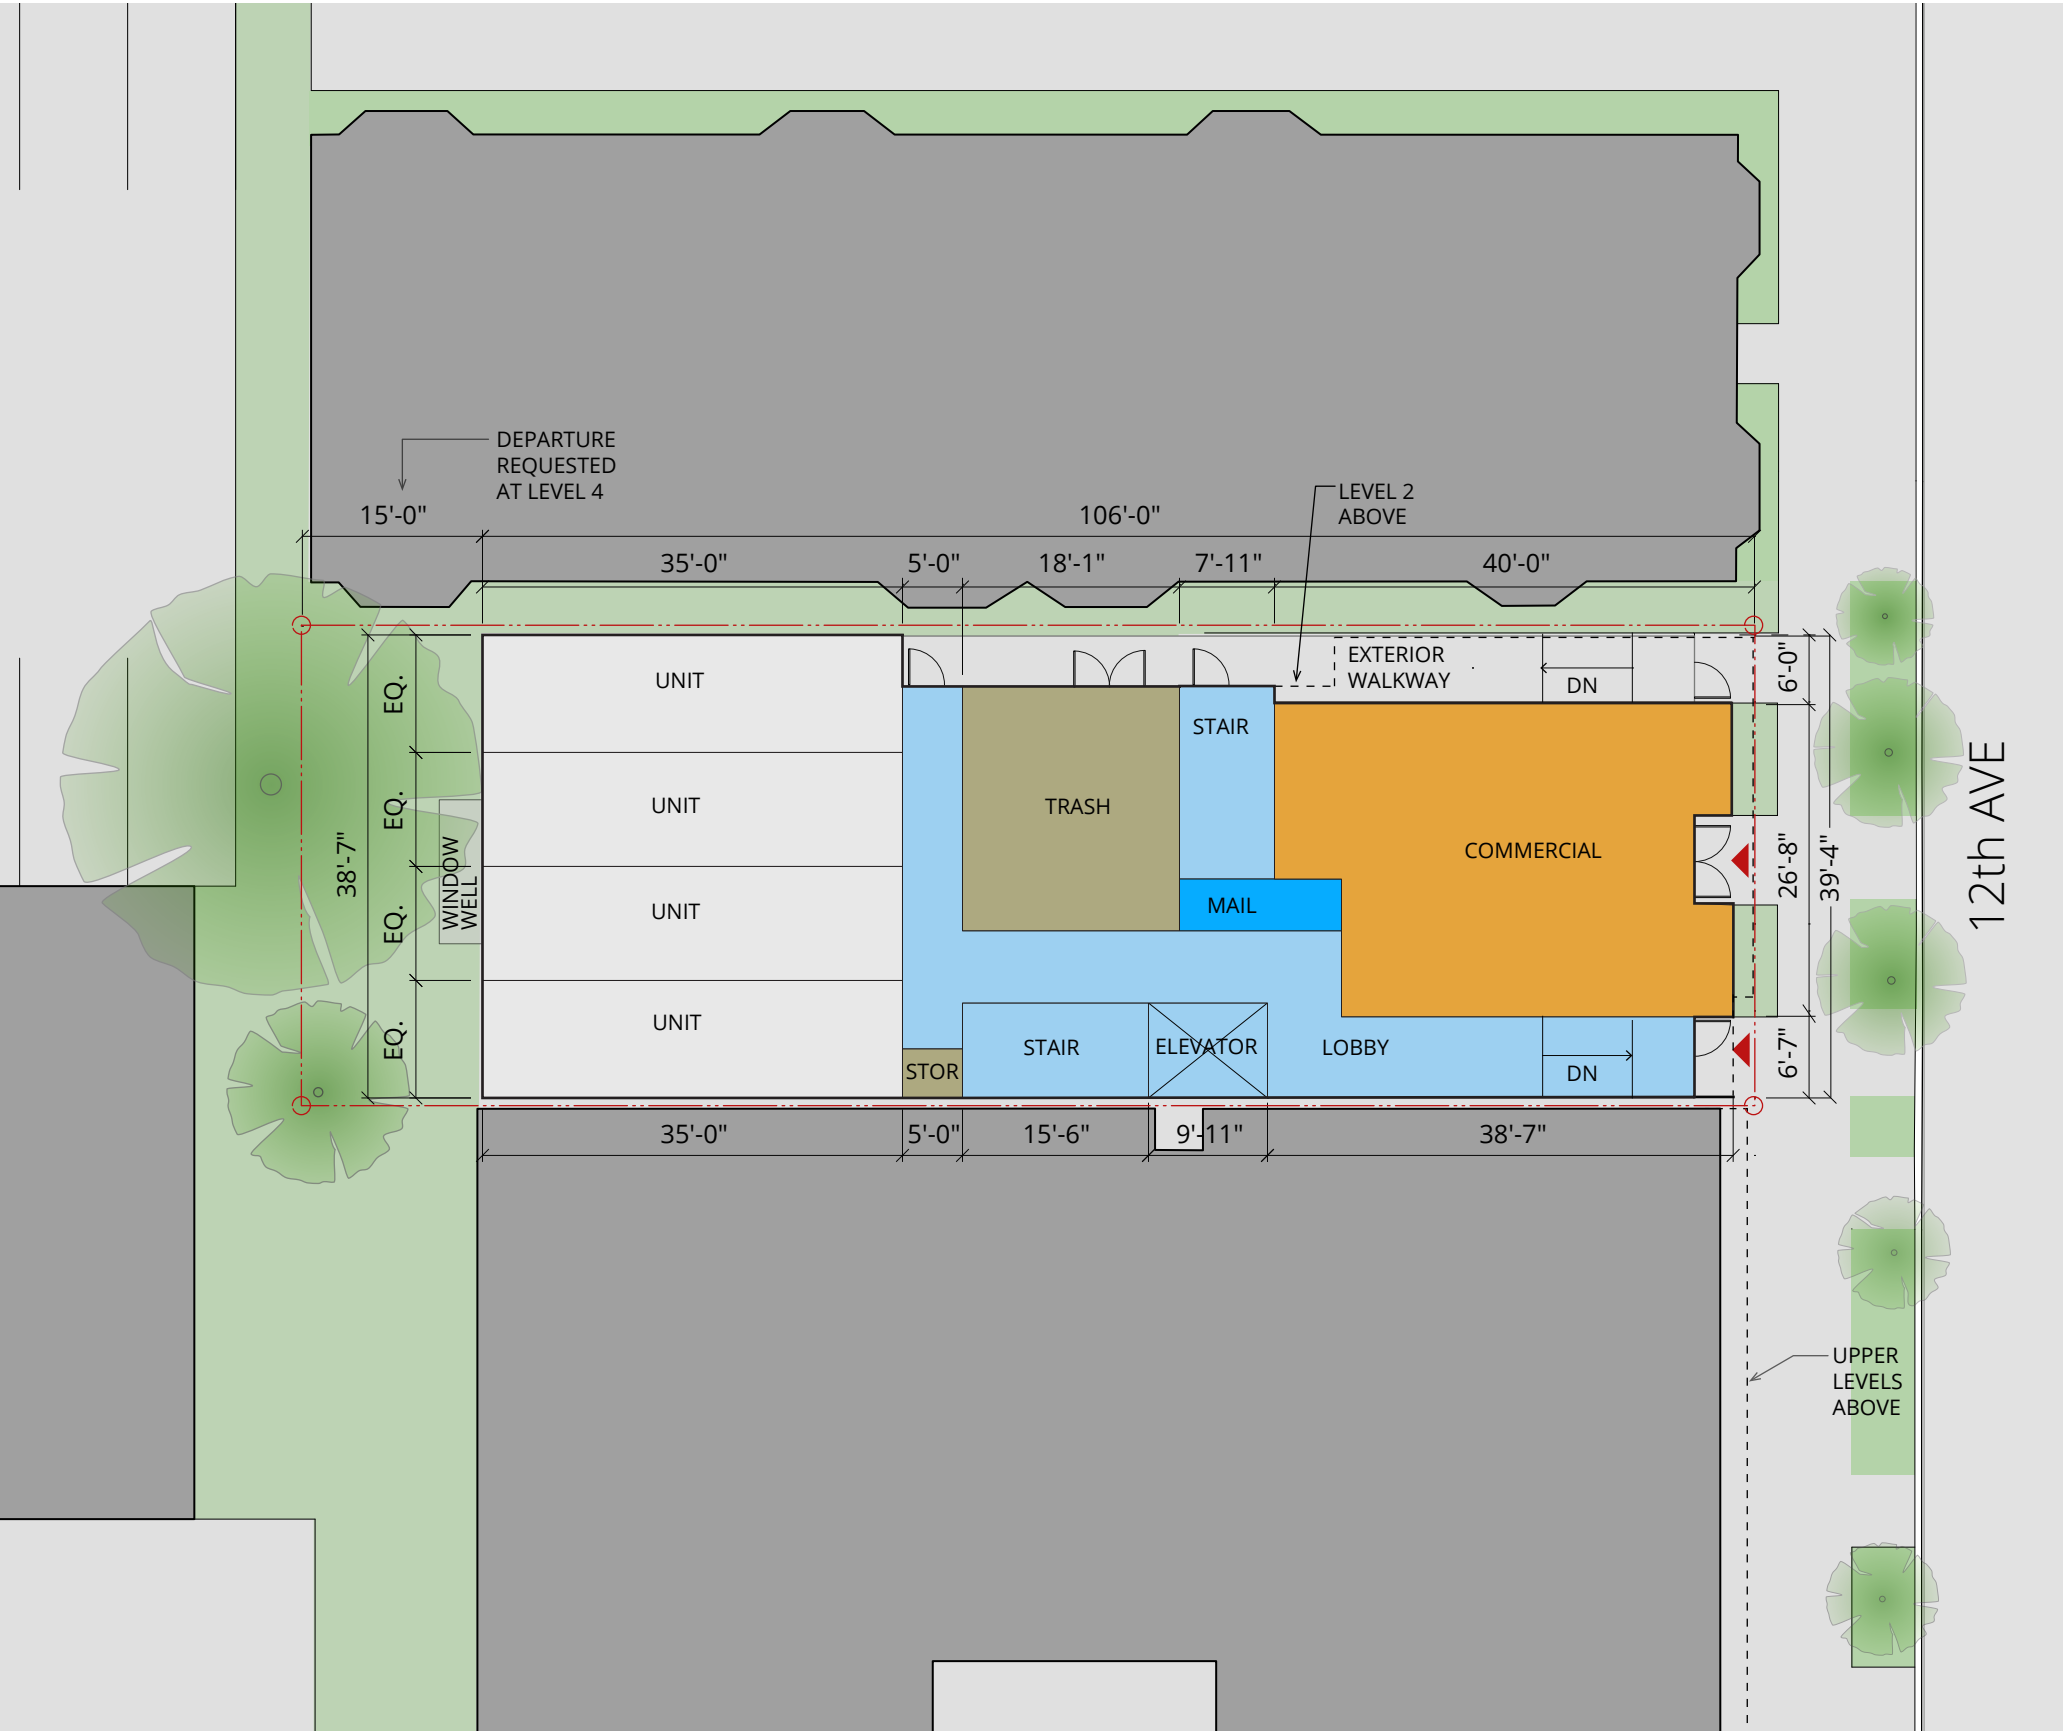 DEPARTURE
REQUESTED
AT LEVEL 4
LEVEL 2
ABOVE
15'-0"
106'-0"
35'-0"
5'-0"
18'-1"
7'-11"
40'-0"
EXTERIOR
WALKWAY
DN
6'-0"
UNIT
EQ.
STAIR
UNIT
EQ.
TRASH
COMMERCIAL
38'-7"
WINDOW
WELL
26'-8"
39'-4"
12th AVE
UNIT
EQ.
MAIL
UNIT
EQ.
STOR
STAIR
ELEVATOR
LOBBY
DN
6'-7"
35'-0"
5'-0"
15'-6"
9'-11"
38'-7"
UPPER
LEVELS
ABOVE